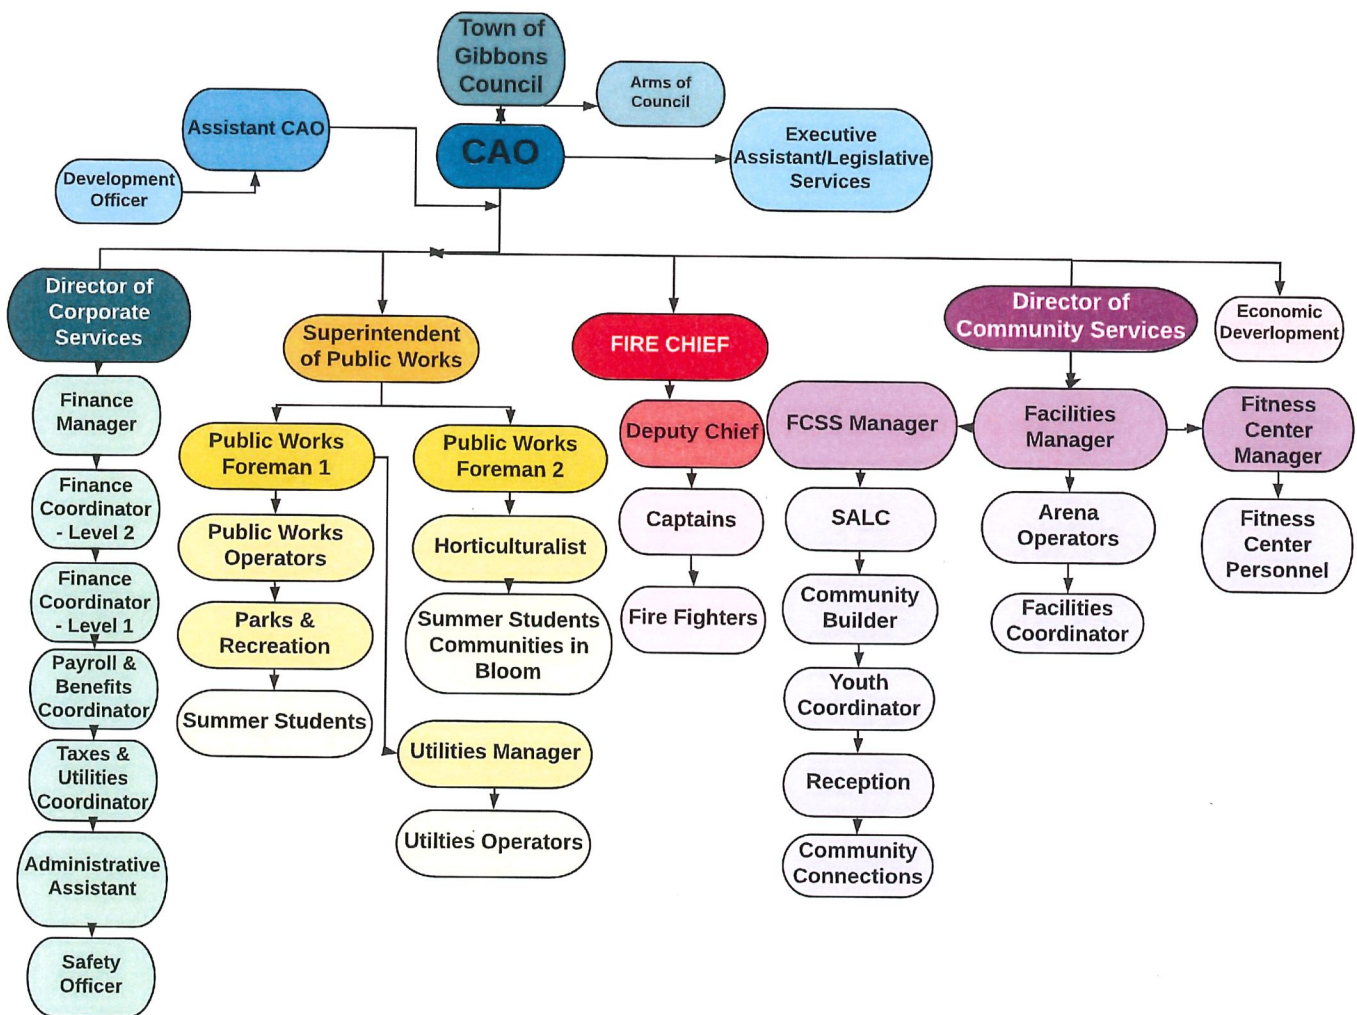 Town of
Gibbons
Council
Arms of
Council
Assistant CAO
CAO
Executive
Assistant/Legislative
Services
Development
Officer
Director of
Corporate
Services
Superintendent
of Public Works
FIRE CHIEF
Director of
Community Services
Economic
Deverlopment
Finance
Manager
Finance
Coordinator
- Level 2
Finance
Coordinator
- Level 1
Payroll &
Benefits
Coordinator
Taxes &
Utilities
Coordinator
Administrative
Assistant
Safety
Officer
Public Works
Foreman 1
Public Works
Operators
Parks &
Recreation
Summer Students
Public Works
Foreman 2
Horticulturalist
Summer Students
Communities in
Bloom
Utilities Manager
Utilties Operators
Deputy Chief
Captains
Fire Fighters
FCSS Manager
SALC
Community
Builder
Youth
Coordinator
Reception
Community
Connections
Facilities
Manager
Arena
Operators
Facilities
Coordinator
Fitness
Center
Manager
Fitness
Center
Personnel